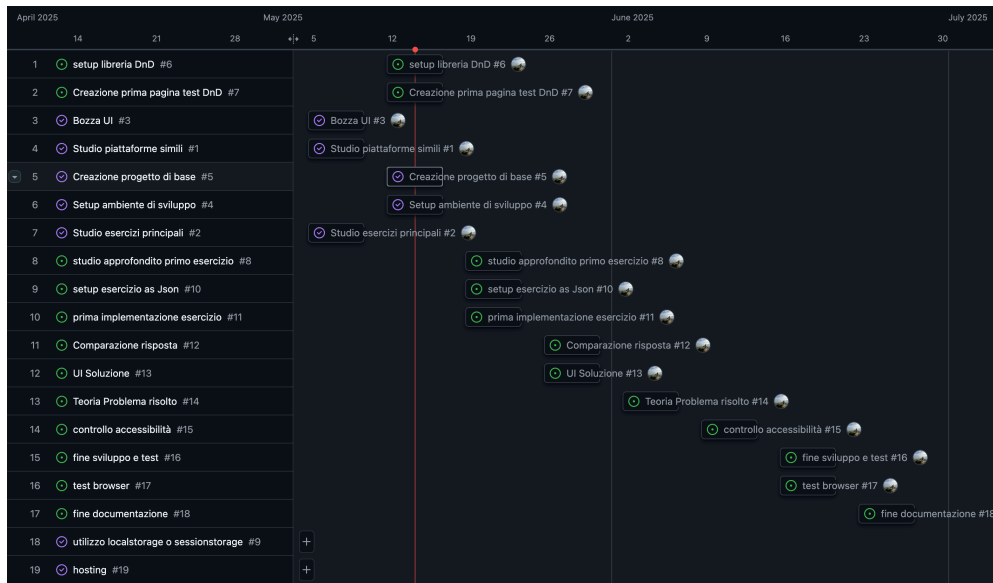 April 2025 May 2025 June 2025 July 2025
14 21 28 5 12 19 26 2 9 16 23 30
1 setup libreria DnD #6 setup libreria DnD #6
2 Creazione prima pagina test DnD #7 Creazione prima pagina test DnD #7
3 Bozza UI #3 Bozza UI #3
4 Studio piattaforme simili #1 Studio piattaforme simili #1
5 Creazione progetto di base #5 Creazione progetto di base #5
6 Setup ambiente di sviluppo #4 Setup ambiente di sviluppo #4
7 Studio esercizi principali #2 Studio esercizi principali #2
8 studio approfondito primo esercizio #8 studio approfondito primo esercizio #8
9 setup esercizio as Json #10 setup esercizio as Json #10
10 prima implementazione esercizio #11 prima implementazione esercizio #11
11 Comparazione risposta #12 Comparazione risposta #12
12 UI Soluzione #13 UI Soluzione #13
13 Teoria Problema risolto #14 Teoria Problema risolto #14
14 controllo accessibilità #15 controllo accessibilità #15
15 fine sviluppo e test #16 fine sviluppo e test #16
16 test browser #17 test browser #17
17 fine documentazione #18 fine documentazione #18
18 utilizzo localstorage o sessionstorage #9
19 hosting #19